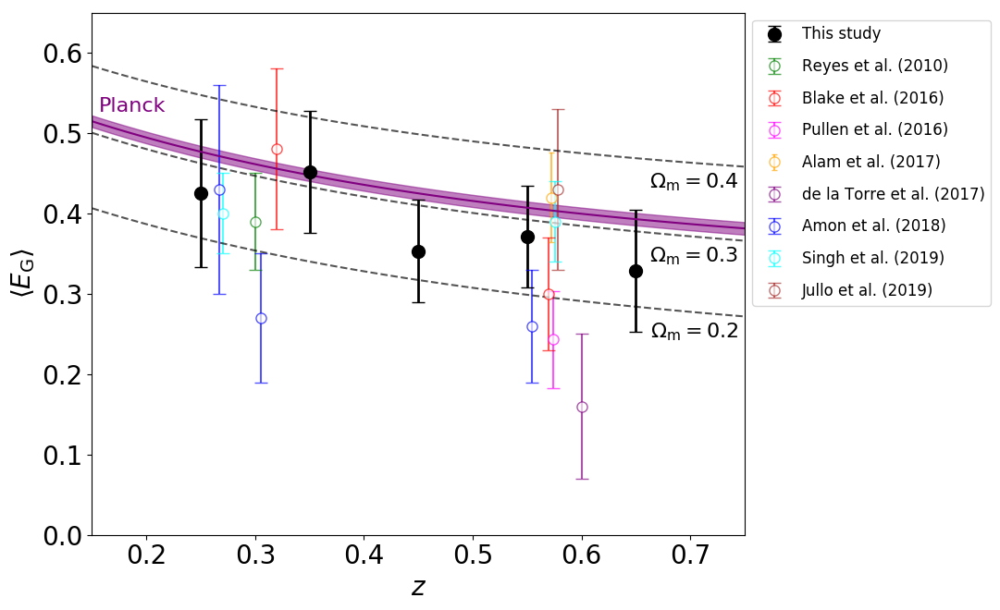 This study
Reyes et al. (2010)
Blake et al. (2016)
Pullen et al. (2016)
Alam et al. (2017)
de la Torre et al. (2017)
Amon et al. (2018)
Singh et al. (2019)
Jullo et al. (2019)
Planck
Ωm = 0.4
Ωm = 0.3
Ωm = 0.2
⟨EG⟩
0.6
0.5
0.4
0.3
0.2
0.1
0.0
0.2 0.3 0.4 0.5 0.6 0.7
z